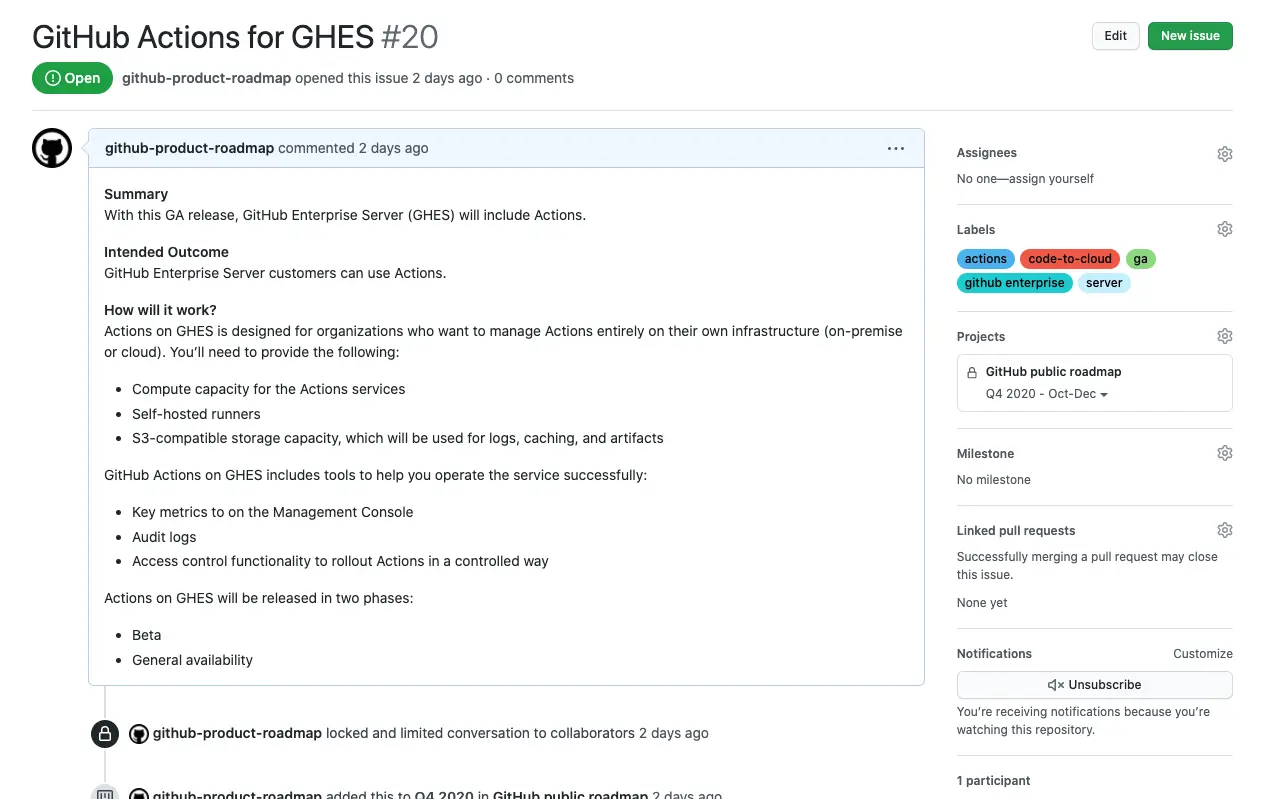 GitHub Actions for GHES #20
Edit
New issue
Open
github-product-roadmap opened this issue 2 days ago · 0 comments
github-product-roadmap commented 2 days ago
Summary
With this GA release, GitHub Enterprise Server (GHES) will include Actions.
Intended Outcome
GitHub Enterprise Server customers can use Actions.
How will it work?
Actions on GHES is designed for organizations who want to manage Actions entirely on their own infrastructure (on-premise
or cloud). You’ll need to provide the following:
• Compute capacity for the Actions services
• Self-hosted runners
• S3-compatible storage capacity, which will be used for logs, caching, and artifacts
GitHub Actions on GHES includes tools to help you operate the service successfully:
• Key metrics to on the Management Console
• Audit logs
• Access control functionality to rollout Actions in a controlled way
Actions on GHES will be released in two phases:
• Beta
• General availability
github-product-roadmap locked and limited conversation to collaborators 2 days ago
github-product-roadmap added this to Q4 2020 in GitHub public roadmap 2 days ago
Assignees
No one—assign yourself
Labels
actions code-to-cloud ga
github enterprise server
Projects
GitHub public roadmap
Q4 2020 - Oct-Dec
Milestone
No milestone
Linked pull requests
Successfully merging a pull request may close
this issue.
None yet
Notifications
Customize
Unsubscribe
You’re receiving notifications because you’re
watching this repository.
1 participant